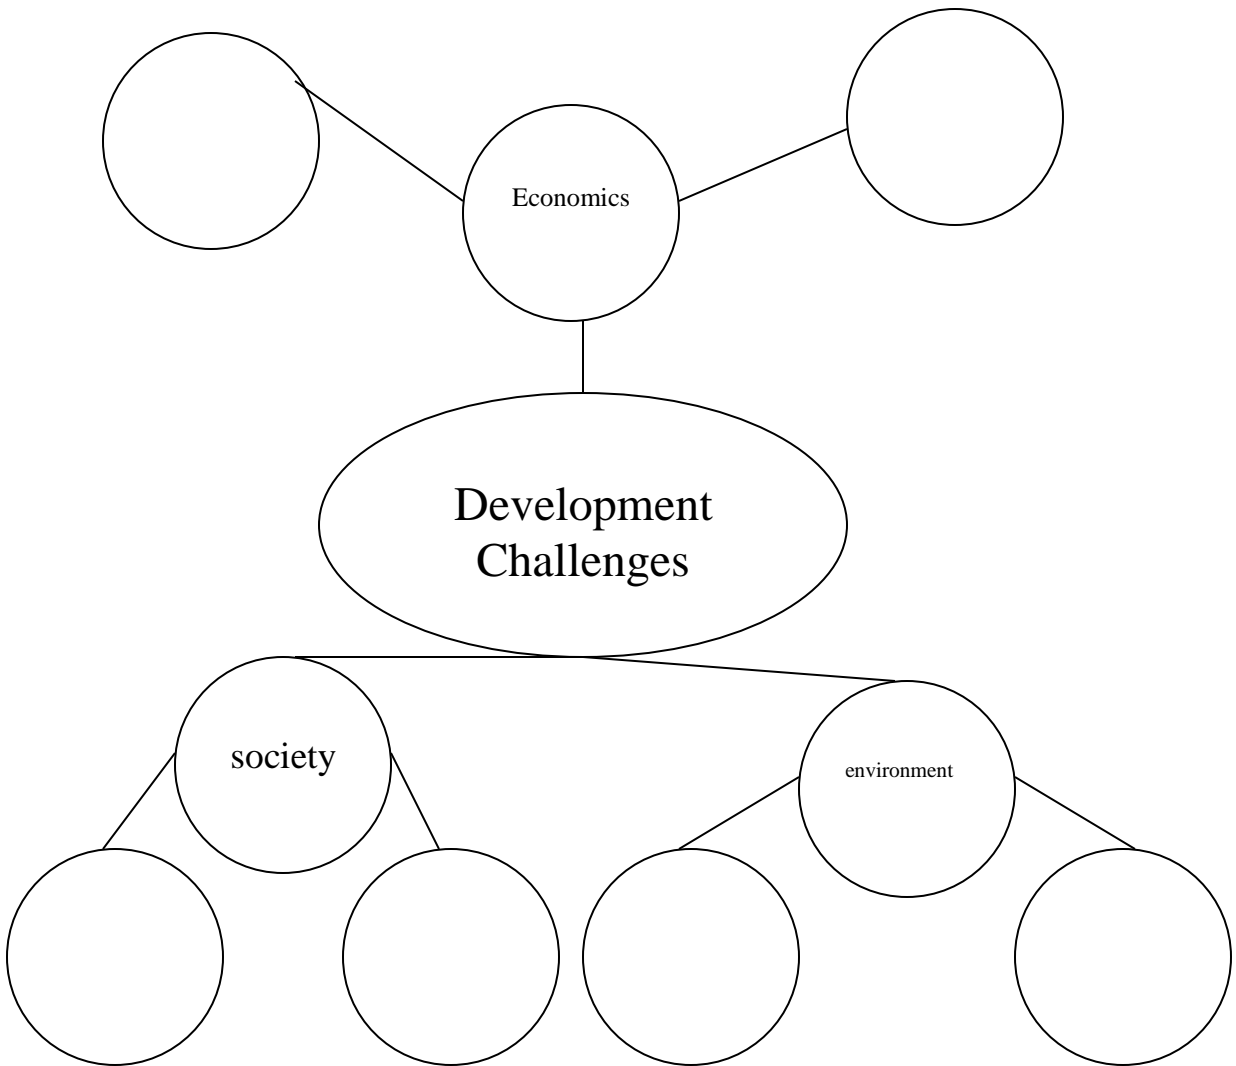 Economics
Development
Challenges
society
environment